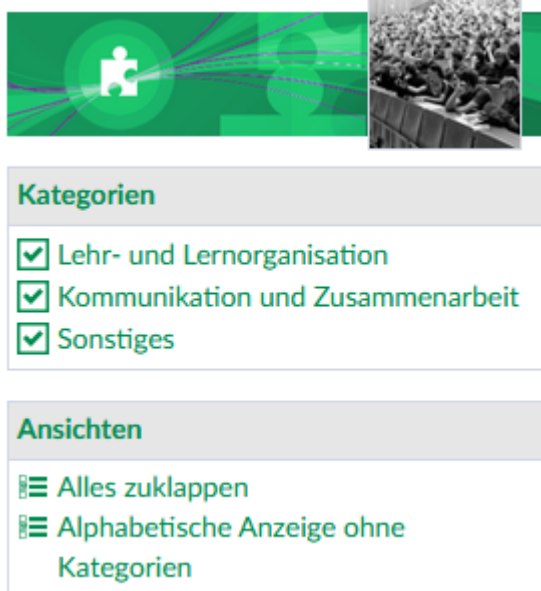 Kategorien
Lehr- und Lernorganisation
Kommunikation und Zusammenarbeit
Sonstiges
Ansichten
Alles zuklappen
Alphabetische Anzeige ohne
Kategorien